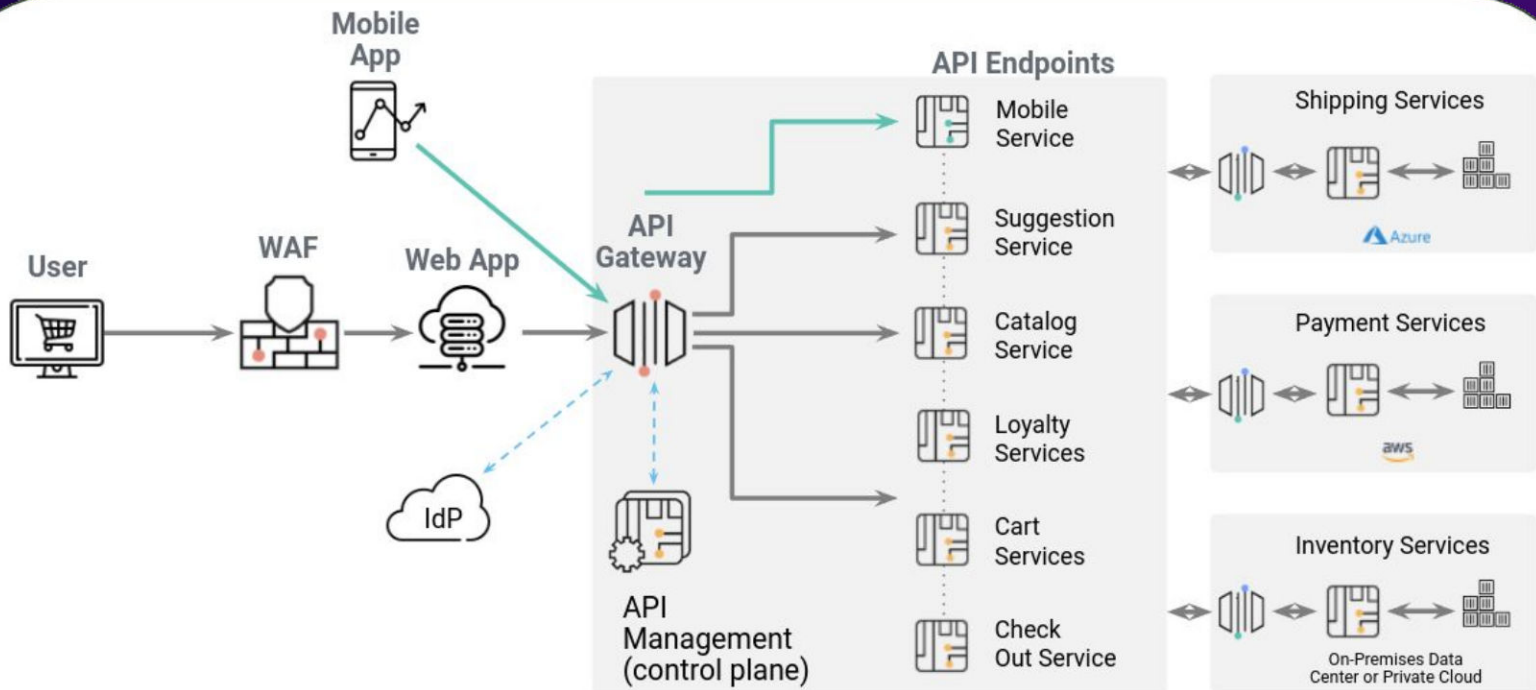 Mobile
App
API Endpoints
Mobile
Service
Shipping Services
Azure
User
WAF
Web App
API
Gateway
Suggestion
Service
Catalog
Service
Payment Services
aws
Loyalty
Services
IdP
Cart
Services
Inventory Services
API
Management
(control plane)
Check
Out Service
On-Premises Data
Center or Private Cloud